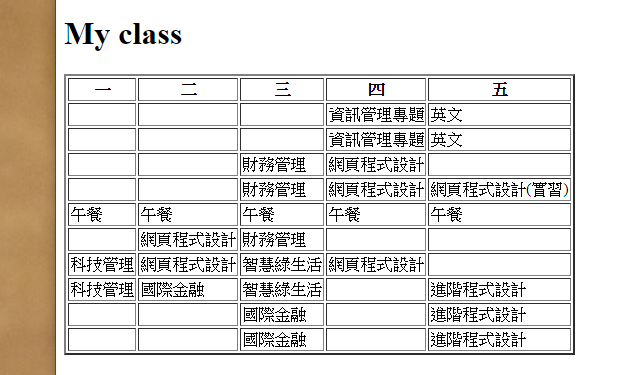 My class
一 二 三 四 五
資訊管理專題 英文
資訊管理專題 英文
財務管理 網頁程式設計
財務管理 網頁程式設計 網頁程式設計(實習)
午餐 午餐 午餐 午餐 午餐
網頁程式設計 財務管理
科技管理 網頁程式設計 智慧綠生活 網頁程式設計
科技管理 國際金融 智慧綠生活 進階程式設計
國際金融 進階程式設計
國際金融 進階程式設計